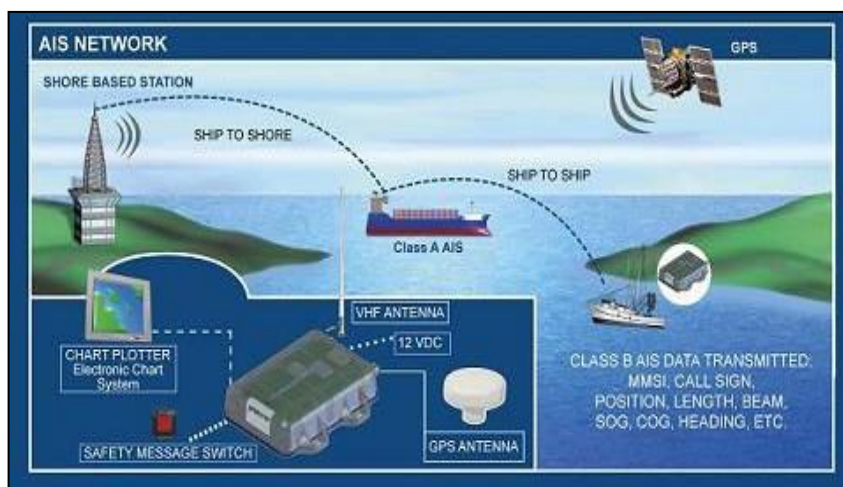 AIS NETWORK
GPS
SHORE BASED STATION
SHIP TO SHORE
SHIP TO SHIP
Class A AIS
VHF ANTENNA
12 VDC
CHART PLOTTER
Electronic Chart
System
SAFETY MESSAGE SWITCH
GPS ANTENNA
CLASS B AIS DATA TRANSMITTED:
MMSI, CALL SIGN,
POSITION, LENGTH, BEAM,
SOG, COG, HEADING, ETC.